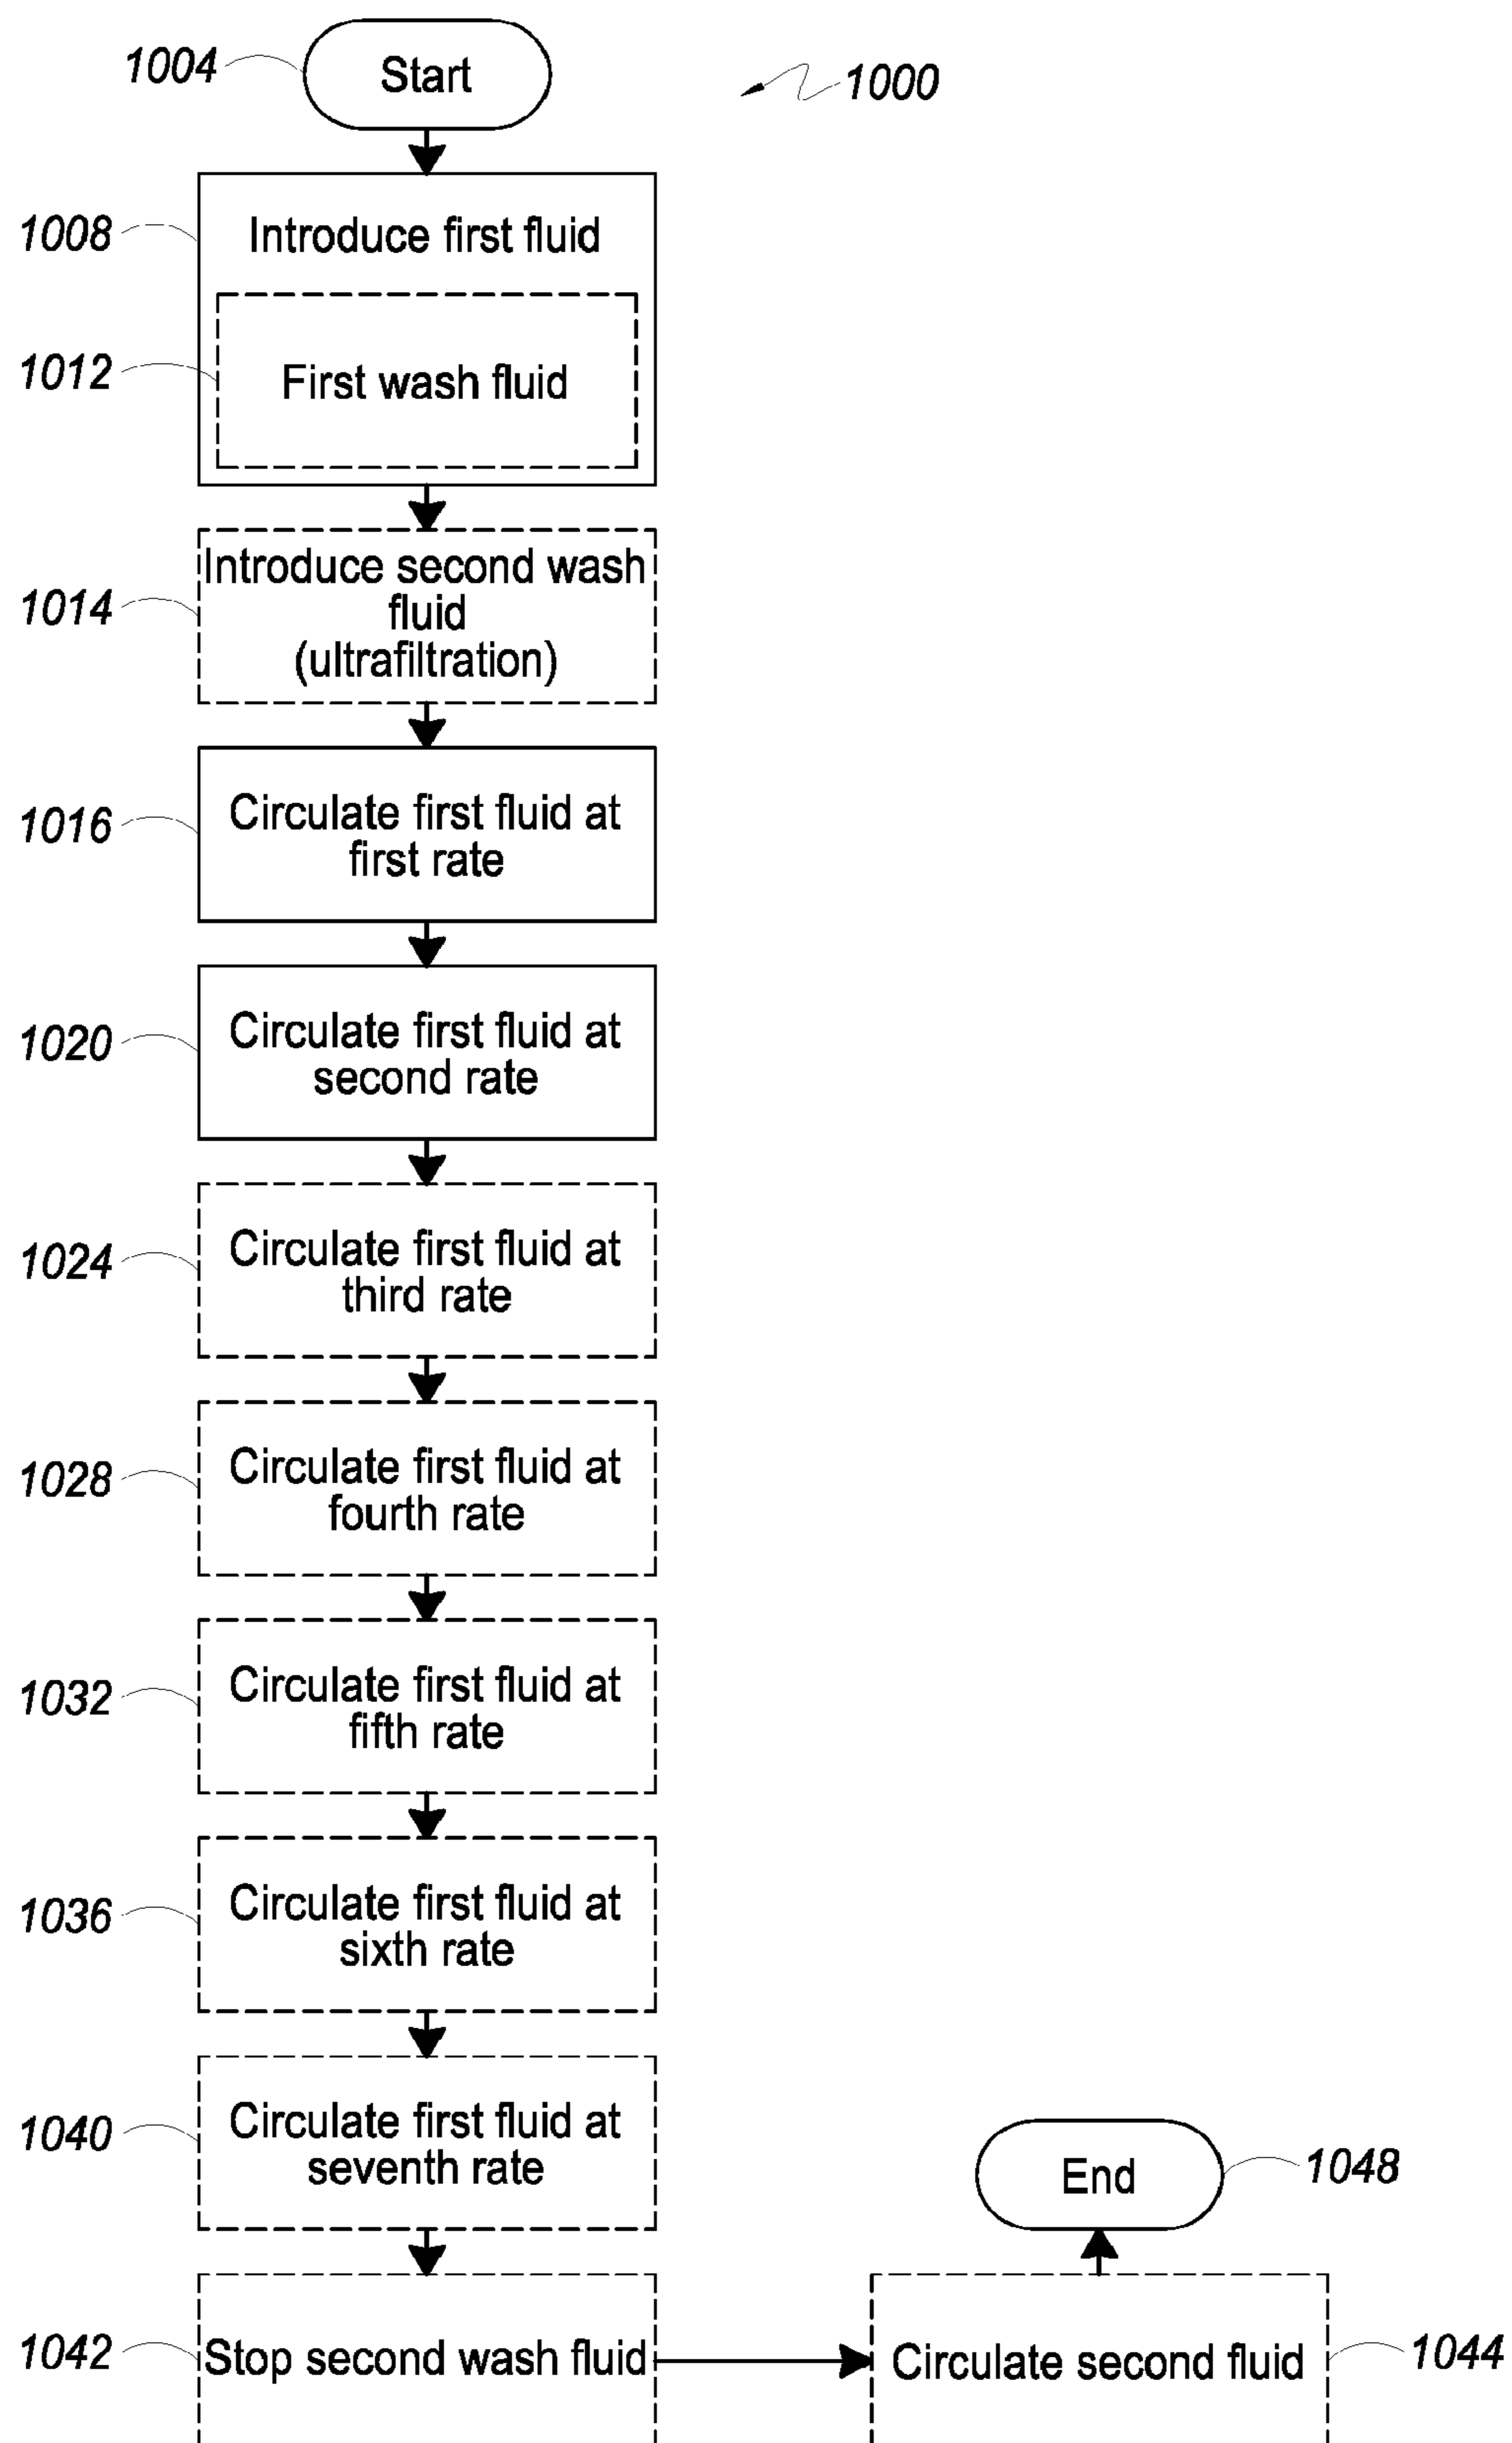 1004
Start
1000
1008
Introduce first fluid
1012
First wash fluid
1014
Introduce second wash
fluid
(ultrafiltration)
1016
Circulate first fluid at
first rate
1020
Circulate first fluid at
second rate
1024
Circulate first fluid at
third rate
1028
Circulate first fluid at
fourth rate
1032
Circulate first fluid at
fifth rate
1036
Circulate first fluid at
sixth rate
1040
Circulate first fluid at
seventh rate
End
1048
1042
Stop second wash fluid
Circulate second fluid
1044